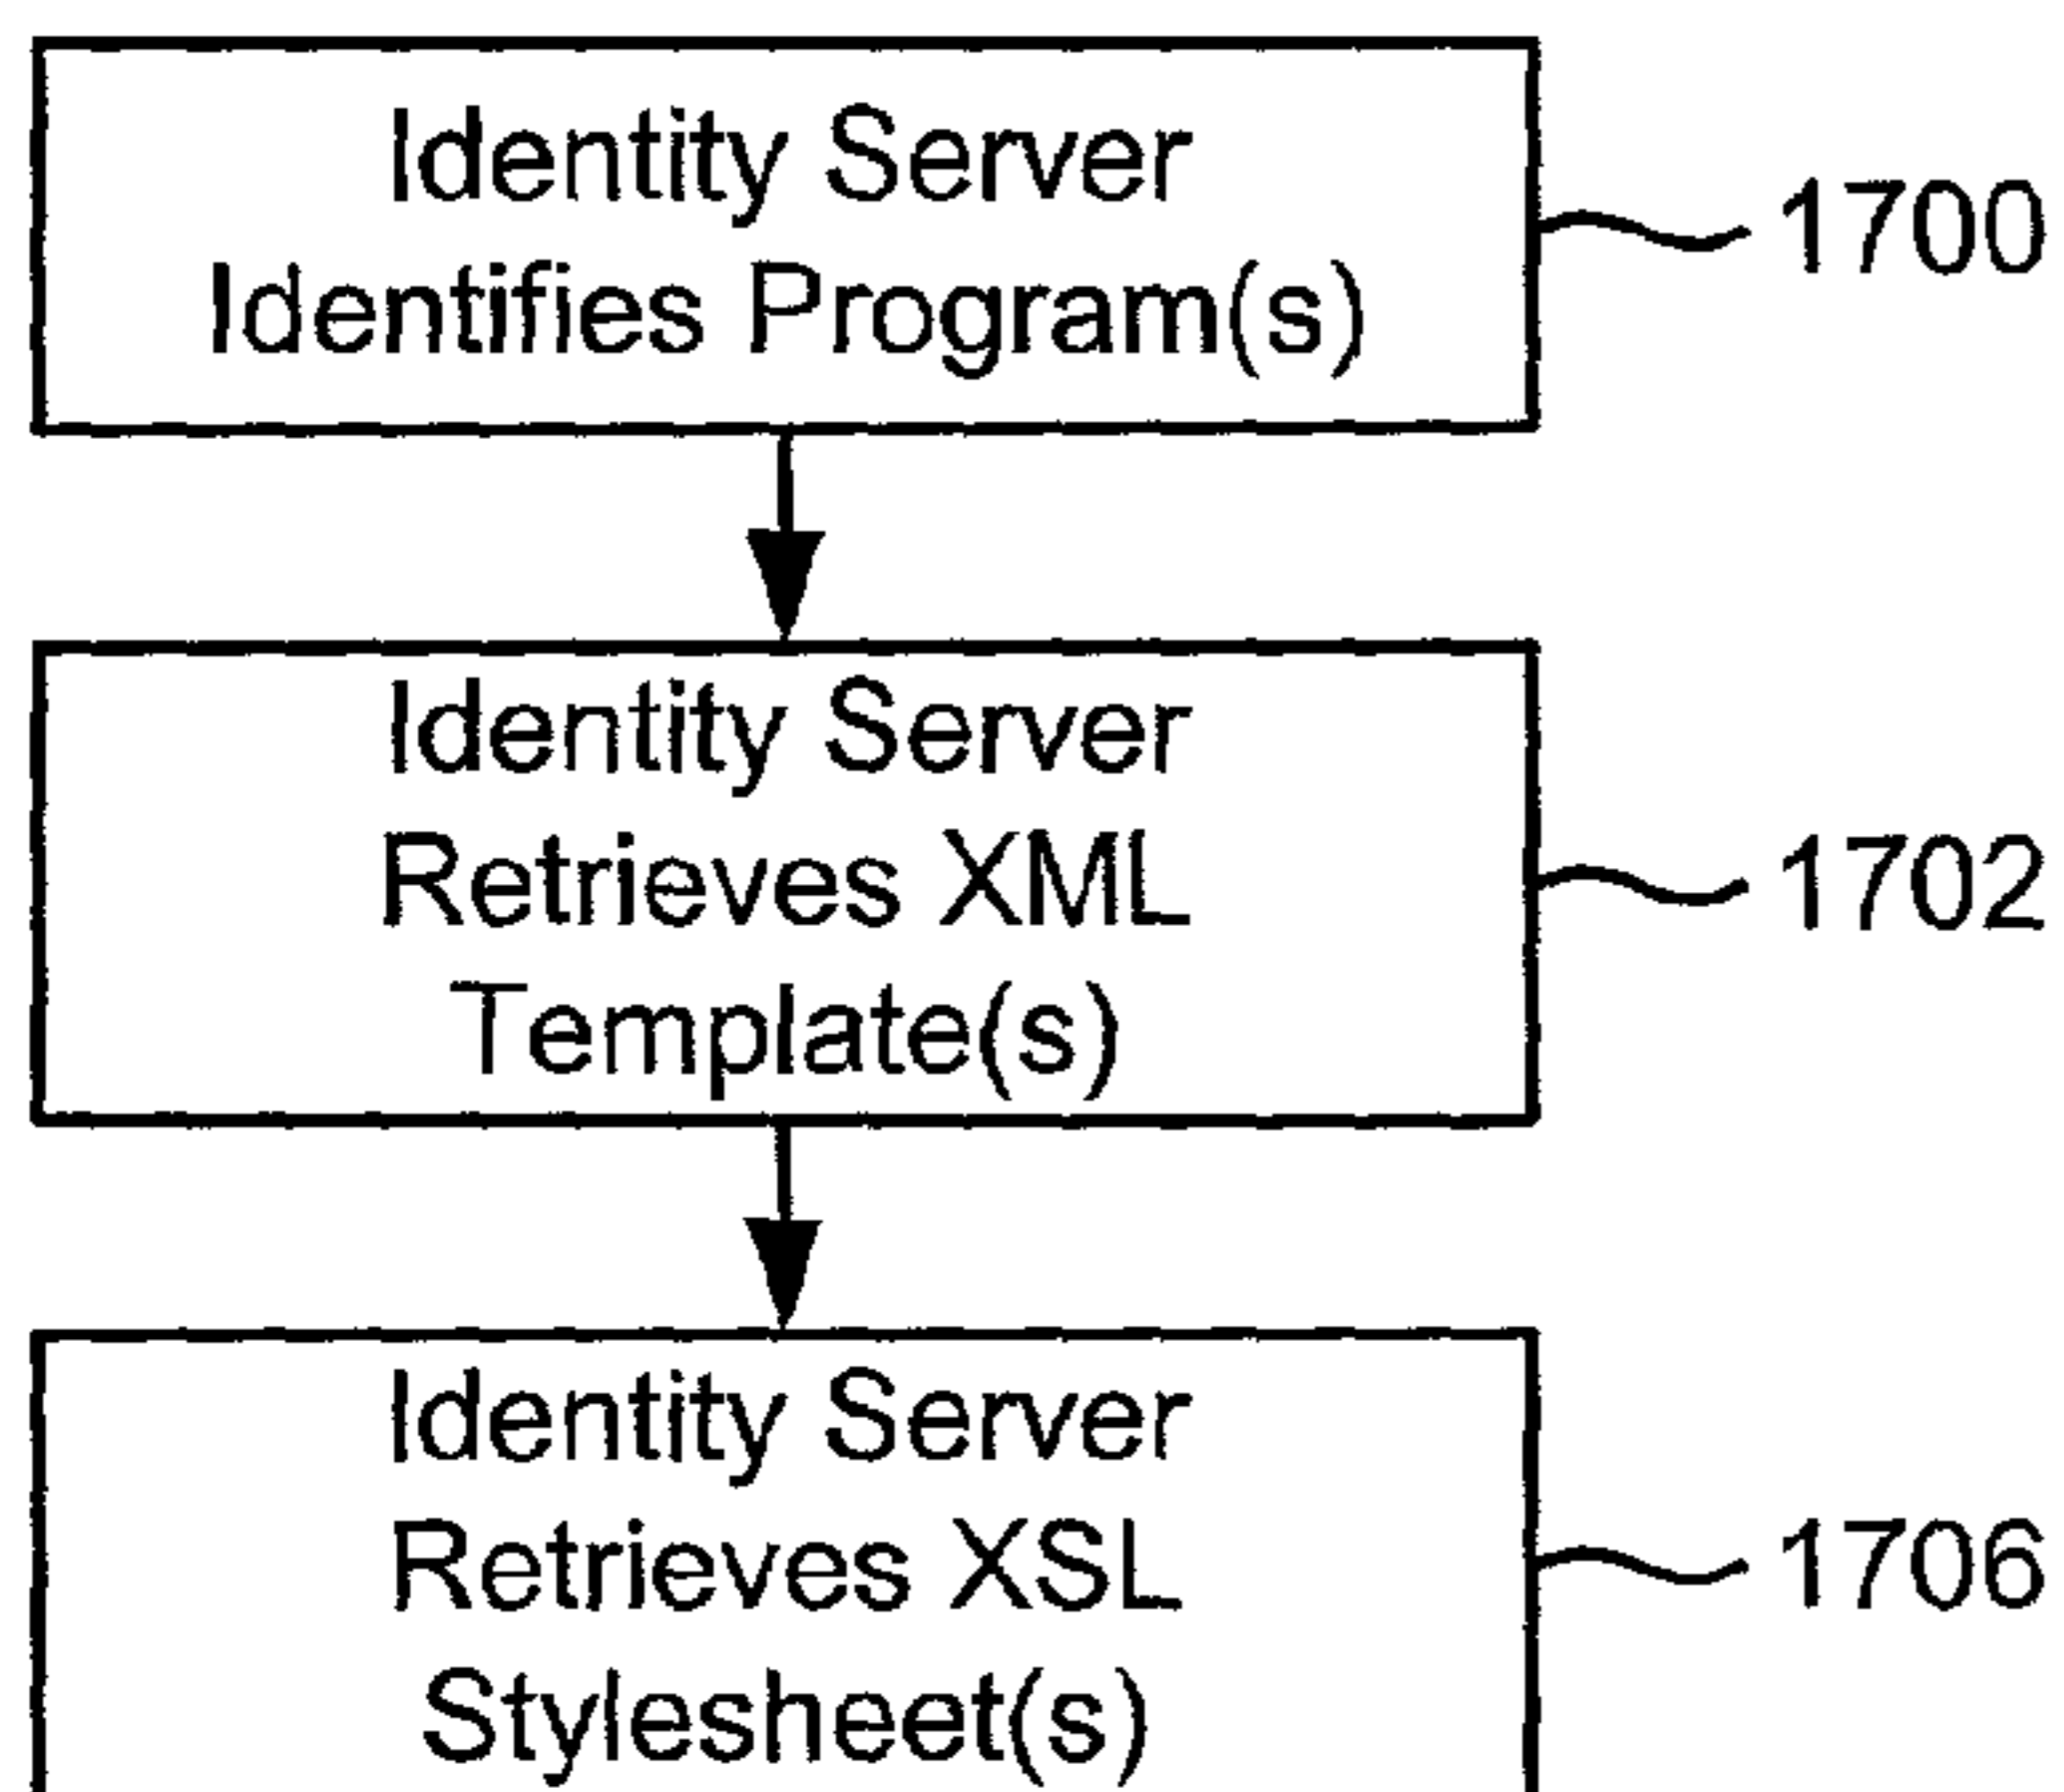 Identity Server
Identifies Program(s)
1700
Identity Server
Retrieves XML
Template(s)
1702
Identity Server
Retrieves XSL
Stylesheet(s)
1706